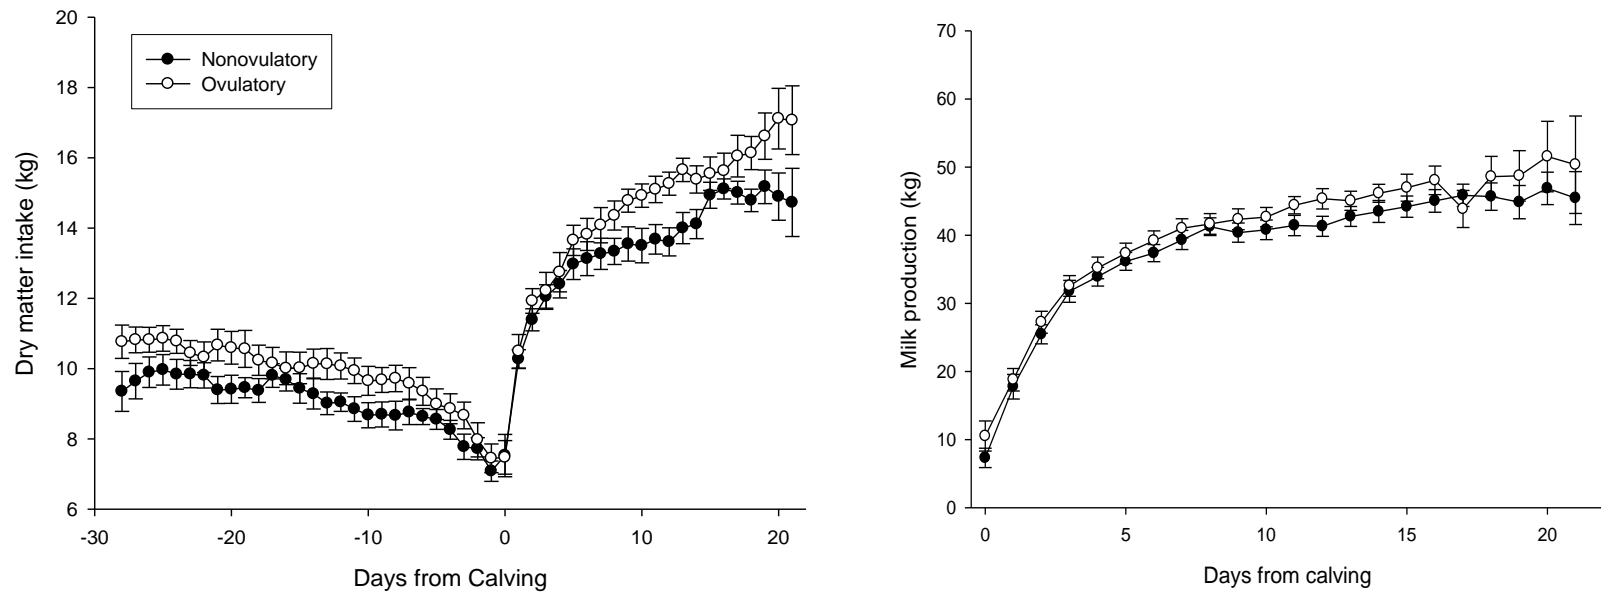 20
18
16
14
12
10
8
6
Dry matter intake (kg)
Nonovulatory
Ovulatory
-30 -20 -10 0 10 20
Days from Calving
70
60
50
40
30
20
10
0
Milk production (kg)
0 5 10 15 20
Days from calving